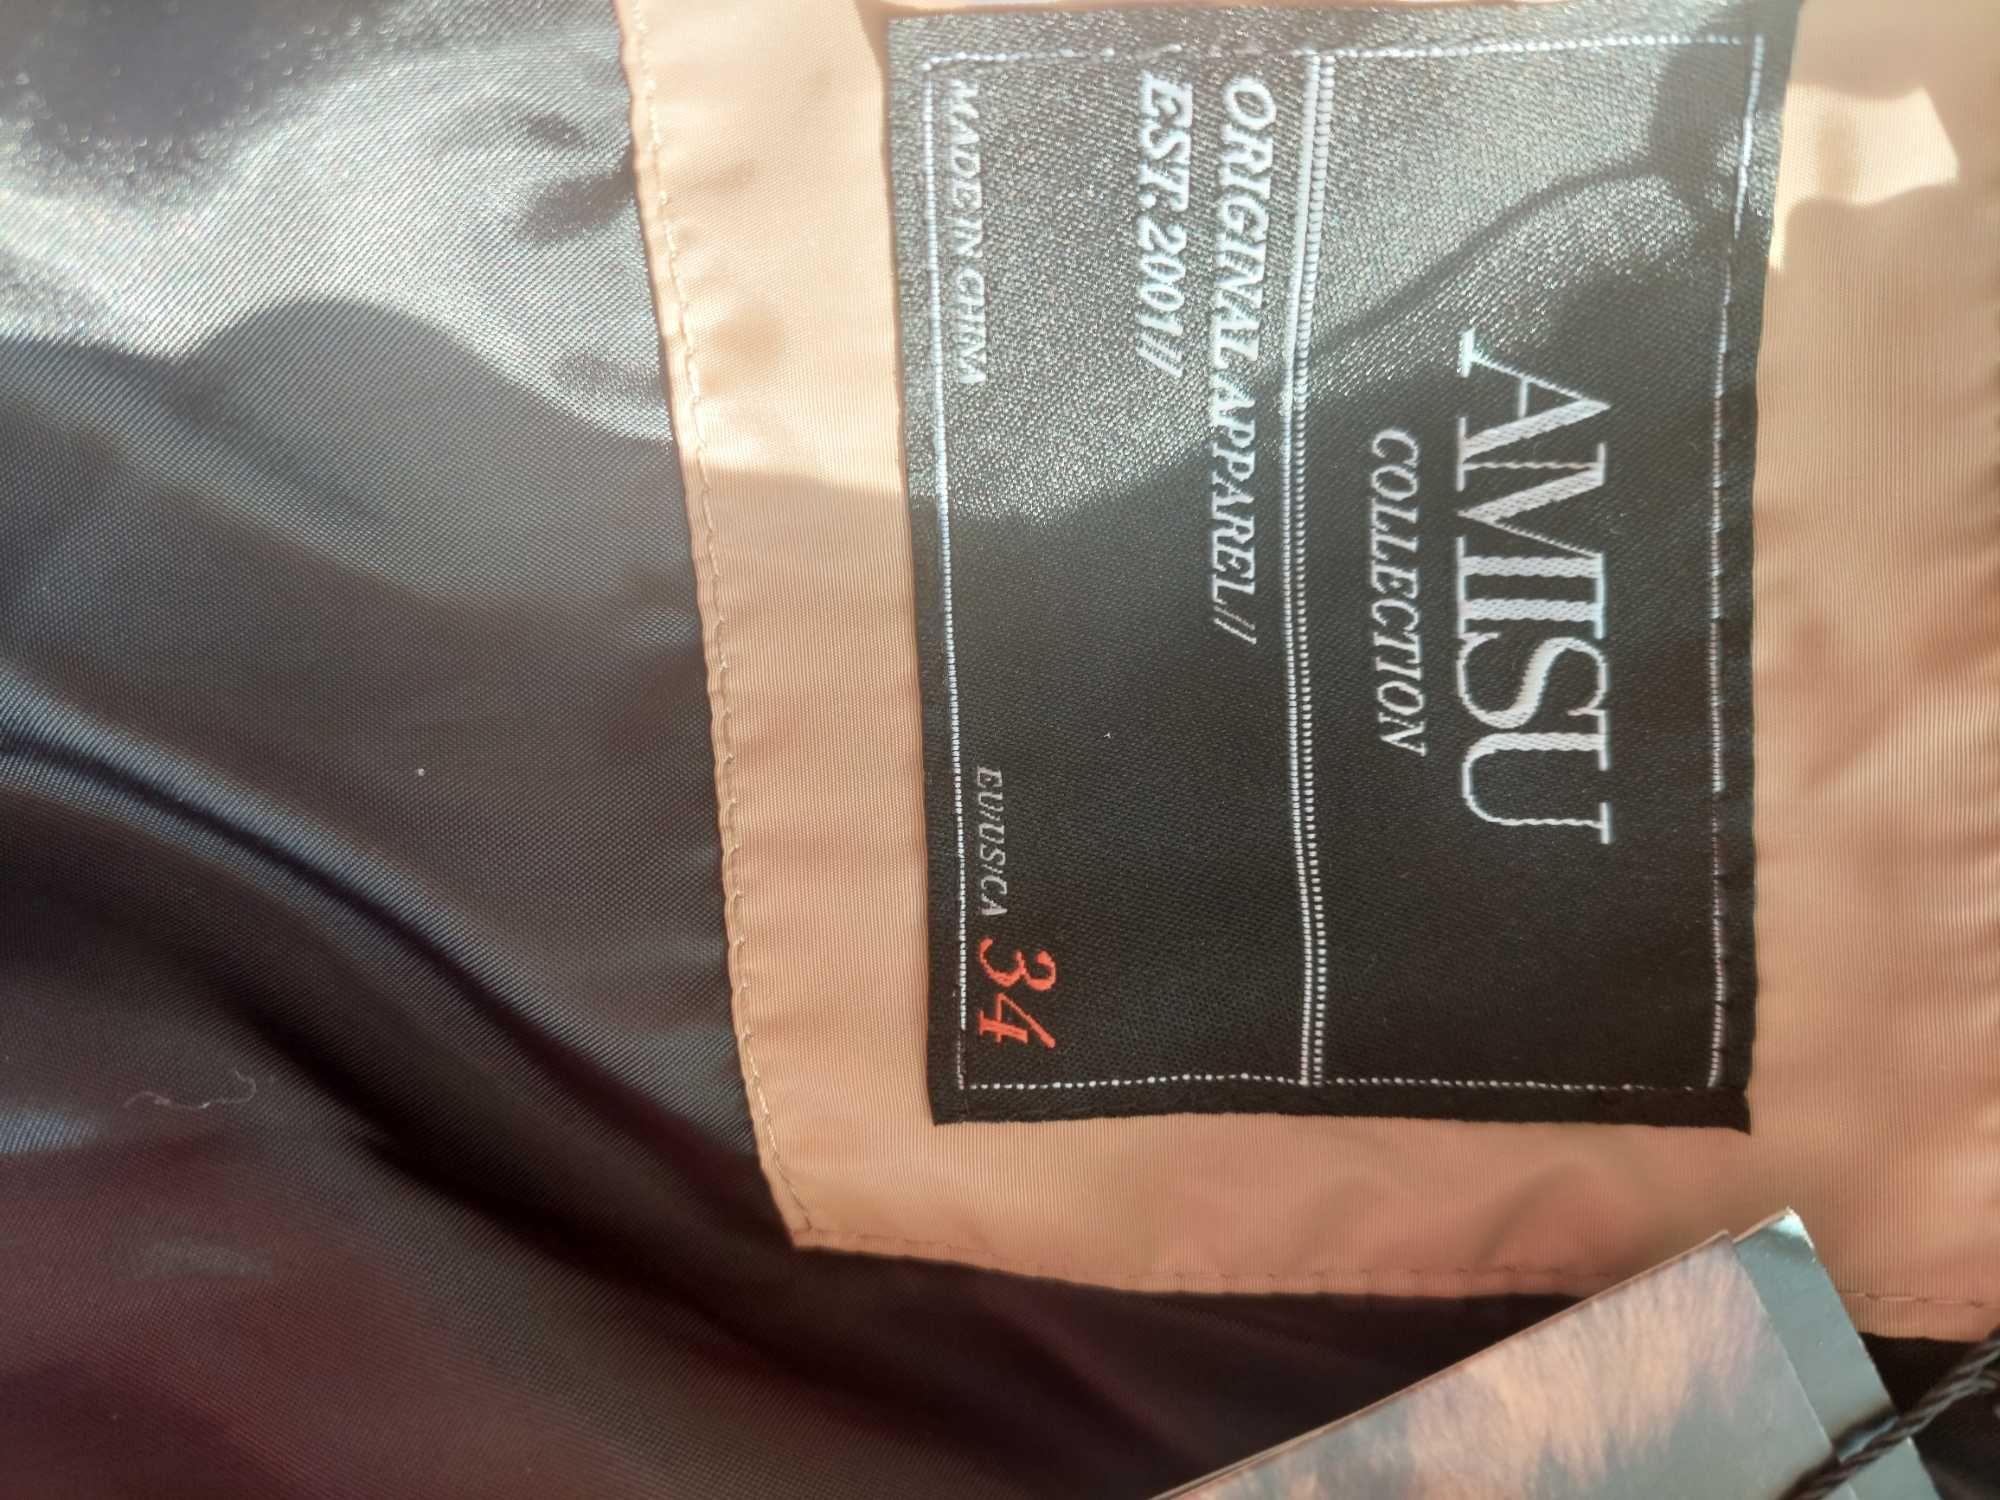 AMISU
COLLECTION
ORIGINAL APPAREL//
EST. 2001//
MADE IN CHINA
EU/US/CA 34